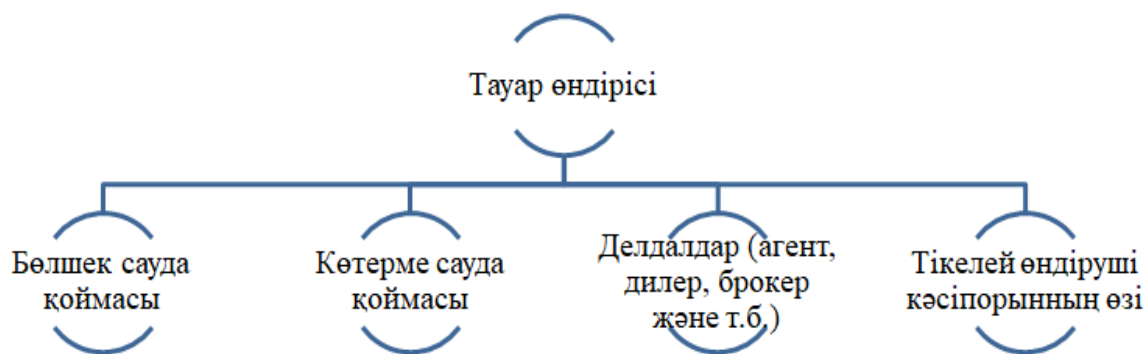 Тауар өндірісі
Бөлшек сауда
қоймасы
Көтерме сауда
қоймасы
Делдалдар (агент,
дилер, брокер
және т.б.)
Тікелей өндіруші
кәсіпорынның өзі